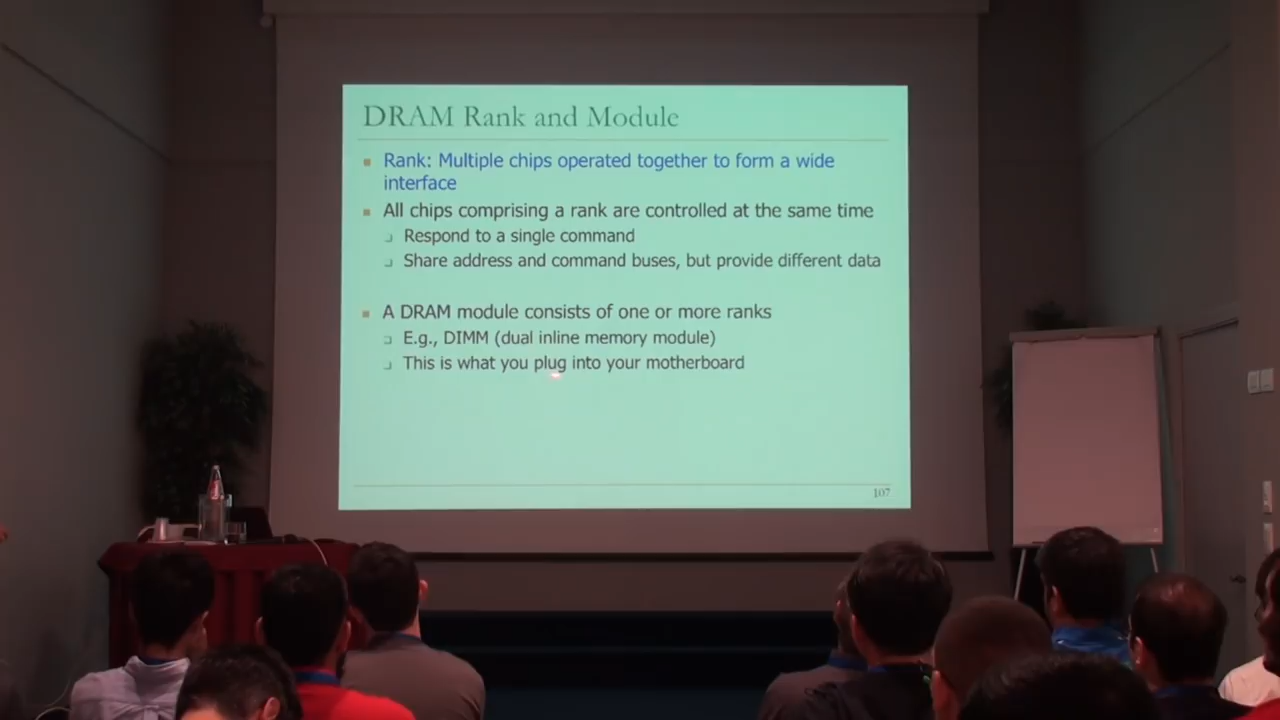 DRAM Rank and Module
Rank: Multiple chips operated together to form a wide
interface
All chips comprising a rank are controlled at the same time
Respond to a single command
Share address and command buses, but provide different data
A DRAM module consists of one or more ranks
E.g., DIMM (dual inline memory module)
This is what you plug into your motherboard
107